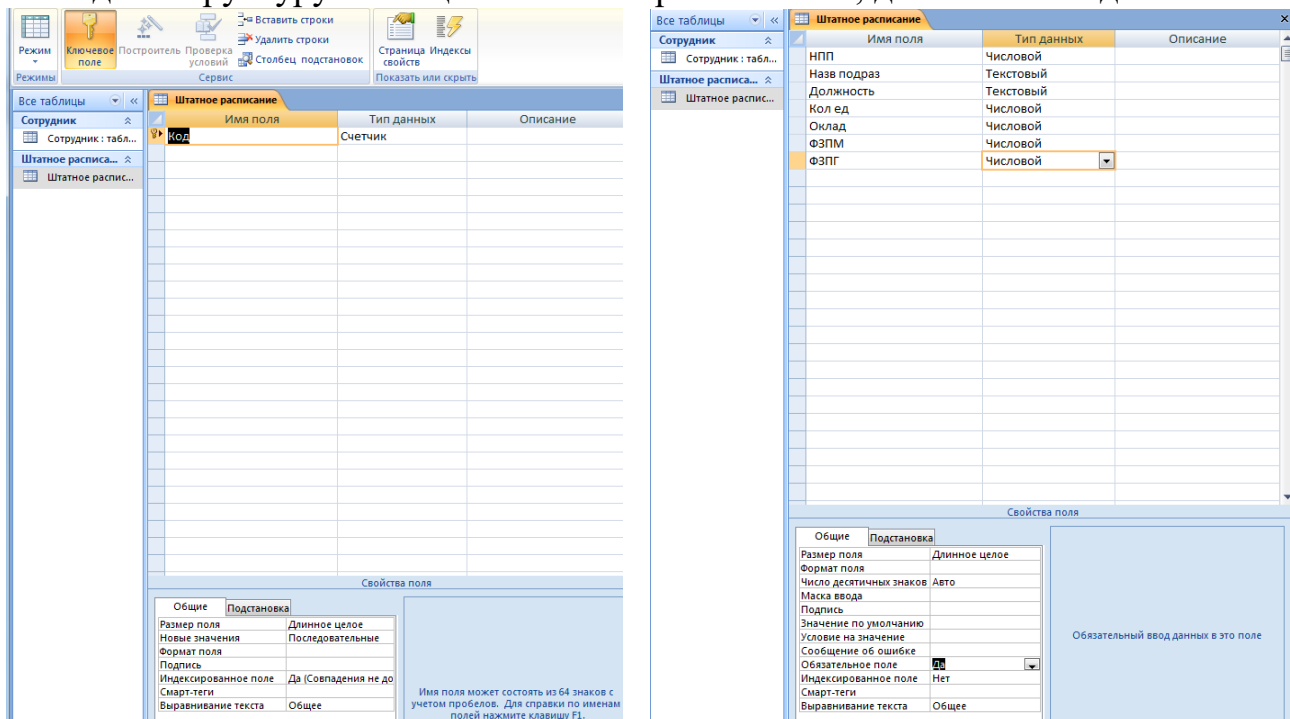 Все таблицы
Сотрудник
Сотрудник : табл...
Штатное расписа...
Штатное распис...
Режим
Режимы
Ключевое поле
Построитель
Проверка условий
Вставить строки
Удалить строки
Столбец подстановок
Сервис
Страница свойств
Индексы
Показать или скрыть
Все таблицы
Сотрудник
Сотрудник : табл...
Штатное расписа...
Штатное распис...
Штатное расписание
Имя поля Тип данных Описание
Код Счетчик
Свойства поля
Общие Подстановка
Размер поля Длинное целое
Новые значения Последовательные
Формат поля
Подпись
Индексированное поле Да (Совпадения не до
Смарт-теги
Выравнивание текста Общее
Имя поля может состоять из 64 знаков с
учетом пробелов. Для справки по именам
полей нажмите клавишу F1.
Штатное расписание
Имя поля Тип данных Описание
НПП Числовой
Назв подраз Текстовый
Должность Текстовый
Кол ед Числовой
Оклад Числовой
ФЗПМ Числовой
ФЗПГ Числовой
Свойства поля
Общие Подстановка
Размер поля Длинное целое
Формат поля
Число десятичных знаков Авто
Маска ввода
Подпись
Значение по умолчанию
Условие на значение
Сообщение об ошибке
Обязательное поле Да
Индексированное поле Нет
Смарт-теги
Выравнивание текста Общее
Обязательный ввод данных в это поле